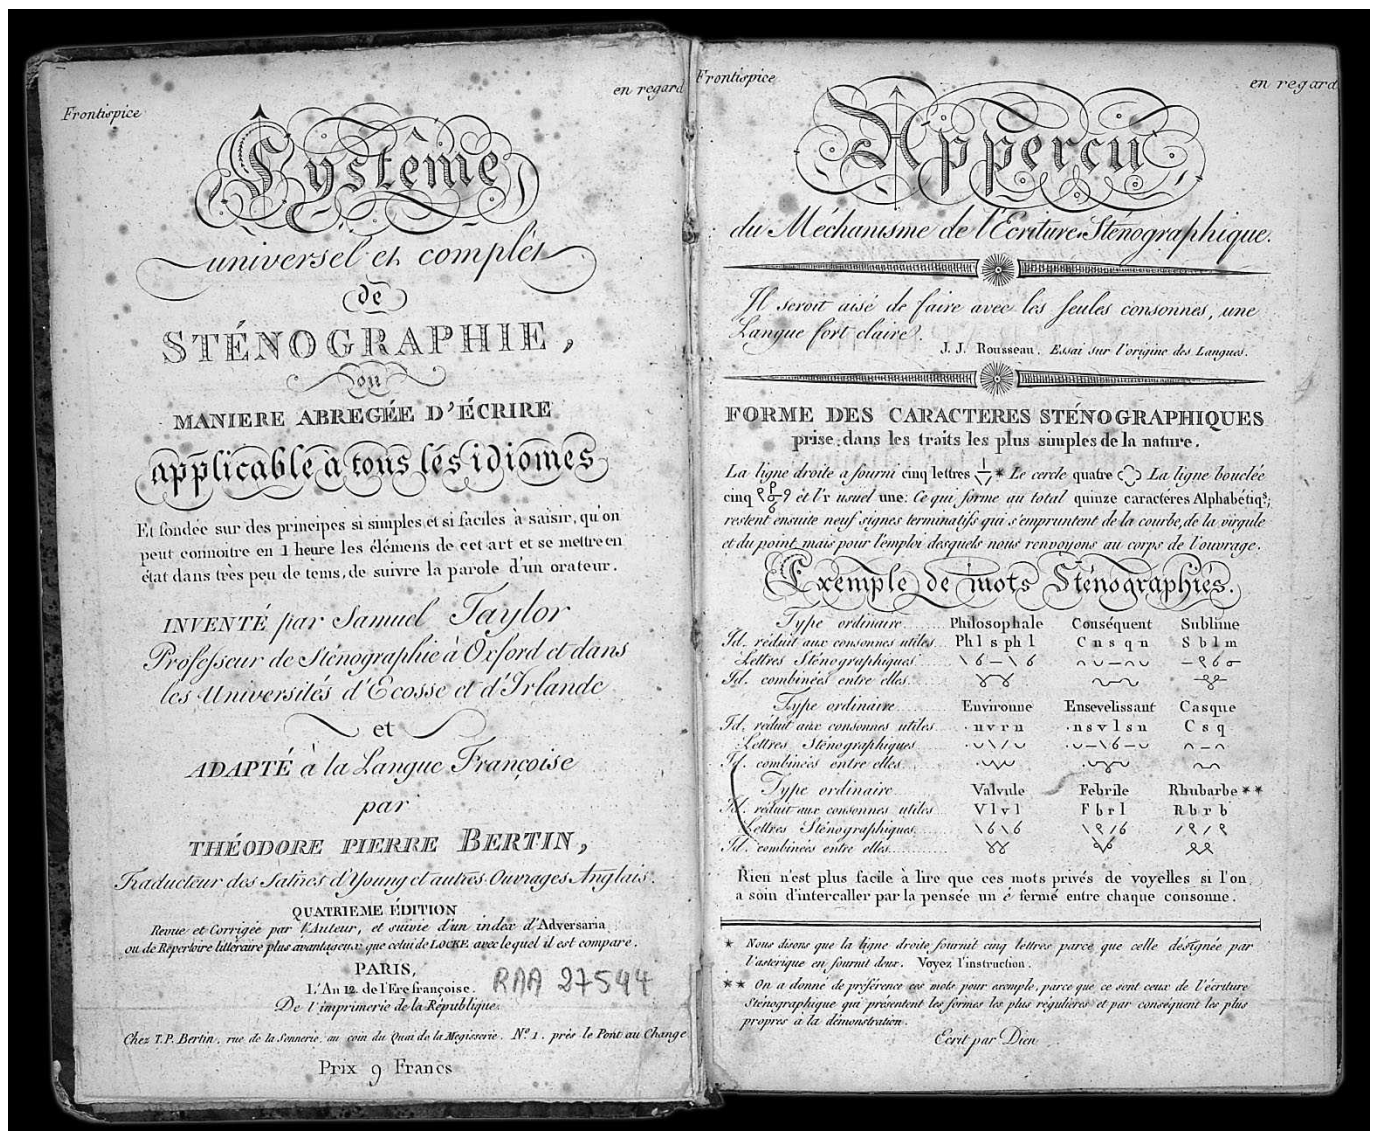 Frontispice
en regard
Systême
universel et complet
de
STÉNOGRAPHIE,
ou
MANIERE ABREGÉE D'ÉCRIRE
applicable à tous lés idiomes
Et fondée sur des principes si simples et si faciles à saisir, qu'on
peut connoitre en 1 heure les élémens de cet art et se mettre en
état dans très peu de tems, de suivre la parole d'un orateur.
INVENTÉ par Samuel Taylor
Professeur de Sténographie à Oxford et dans
les Universités d'Ecosse et d'Irlande
et
ADAPTÉ à la Langue Françoise
par
THÉODORE PIERRE BERTIN,
Traducteur des Satires d'Young et autres Ouvrages Anglais.
QUATRIEME ÉDITION
Revue et Corrigée par l'Auteur, et suivie d'un index d'Adversaria
ou de Répertoire littéraire plus avantageux que celui de LOCKE avec lequel il est comparé.
PARIS,
L'An 12 de l'Ere françoise.
RAA 27544
De l'imprimerie de la République
Chez T.P. Bertin, rue de la Sonnerie, au coin du Quai de la Megisserie. Nº 1. près le Pont au Change
Prix 9 Francs
Frontispice
en regard
Apperçu
du Méchanisme de l'Ecriture Sténographique.
Il seroit aisé de faire avec les seules consonnes, une
Langue fort claire.
J. J. Rousseau. Essai sur l'origine des Langues.
FORME DES CARACTERES STÉNOGRAPHIQUES
prise dans les traits les plus simples de la nature.
La ligne droite a fourni cinq lettres * Le cercle quatre La ligne bouclée
cinq et l'x usuel une: Ce qui forme au total quinze caractères Alphabétiqs;
restent ensuite neuf signes terminatifs qui s'empruntent de la courbe, de la virgule
et du point, mais pour l'emploi desquels nous renvoyons au corps de l'ouvrage.
Exemple de mots Sténographiés.
Type ordinaire Philosophale Conséquent Sublime
Id. réduit aux consonnes utiles Phlsphl Cnsqn Sblm
Lettres Sténographiques
Id. combinées entre elles
Type ordinaire Environne Ensevelissant Casque
Id. réduit aux consonnes utiles .nvrn .nsvlsn Csq
Lettres Sténographiques
Id. combinées entre elles
Type ordinaire Valvule Febrile Rhubarbe **
Id. réduit aux consonnes utiles Vlvl Fbrl Rbrb
Lettres Sténographiques
Id. combinées entre elles
Rien n'est plus facile à lire que ces mots privés de voyelles si l'on
a soin d'intercaller par la pensée un é fermé entre chaque consonne.
* Nous disons que la ligne droite fournit cinq lettres parce que celle désignée par
l'asterique en fournit deux. Voyez l'instruction.
** On a donné de préférence ces mots pour exemple, parce que ce sont ceux de l'écriture
Sténographique qui présentent les formes les plus régulières et par conséquent les plus
propres à la démonstration.
Ecrit par Dien